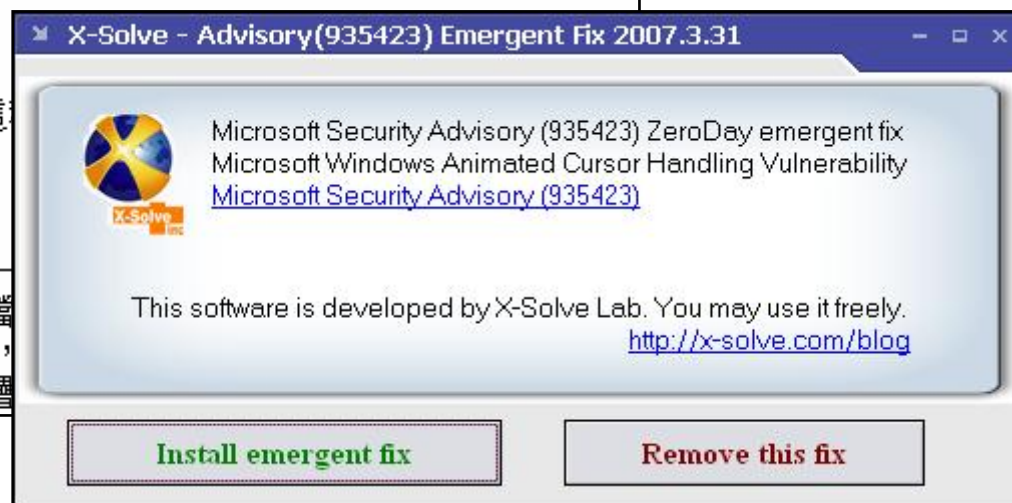 X-Solve - Advisory(935423) Emergent Fix 2007.3.31
Microsoft Security Advisory (935423) ZeroDay emergent fix
Microsoft Windows Animated Cursor Handling Vulnerability
Microsoft Security Advisory (935423)
X-Solve
inc
This software is developed by X-Solve Lab. You may use it freely.
http://x-solve.com/blog
Install emergent fix
Remove this fix